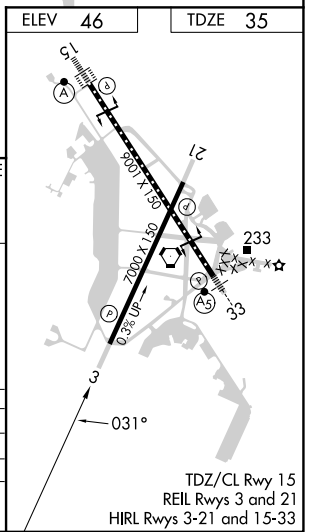 ELEV 46
TDZE 35
15
A
P
21
9001 X 150
P
7000 X 150
233
P
P
A5
0.3% UP
33
3
031°
TDZ/CL Rwy 15
REIL Rwys 3 and 21
HIRL Rwys 3-21 and 15-33